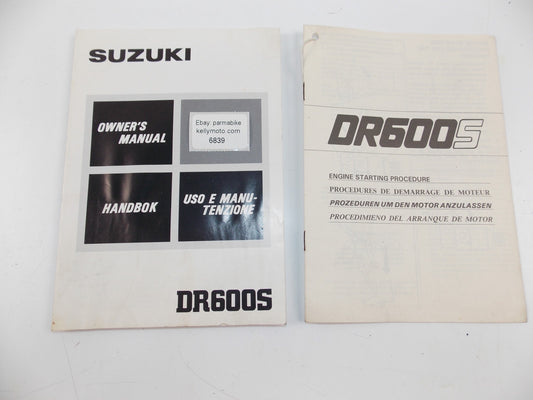 SUZUKI
OWNER'S
MANUAL
Ebay: parmabike
kellymoto.com
6839
HANDBOK
USO E MANU-
TENZIONE
DR600S
DR600S
ENGINE STARTING PROCEDURE
PROCEDURES DE DEMARRAGE DE MOTEUR
PROZEDUREN UM DEN MOTOR ANZULASSEN
PROCEDIMIENO DEL ARRANQUE DE MOTOR